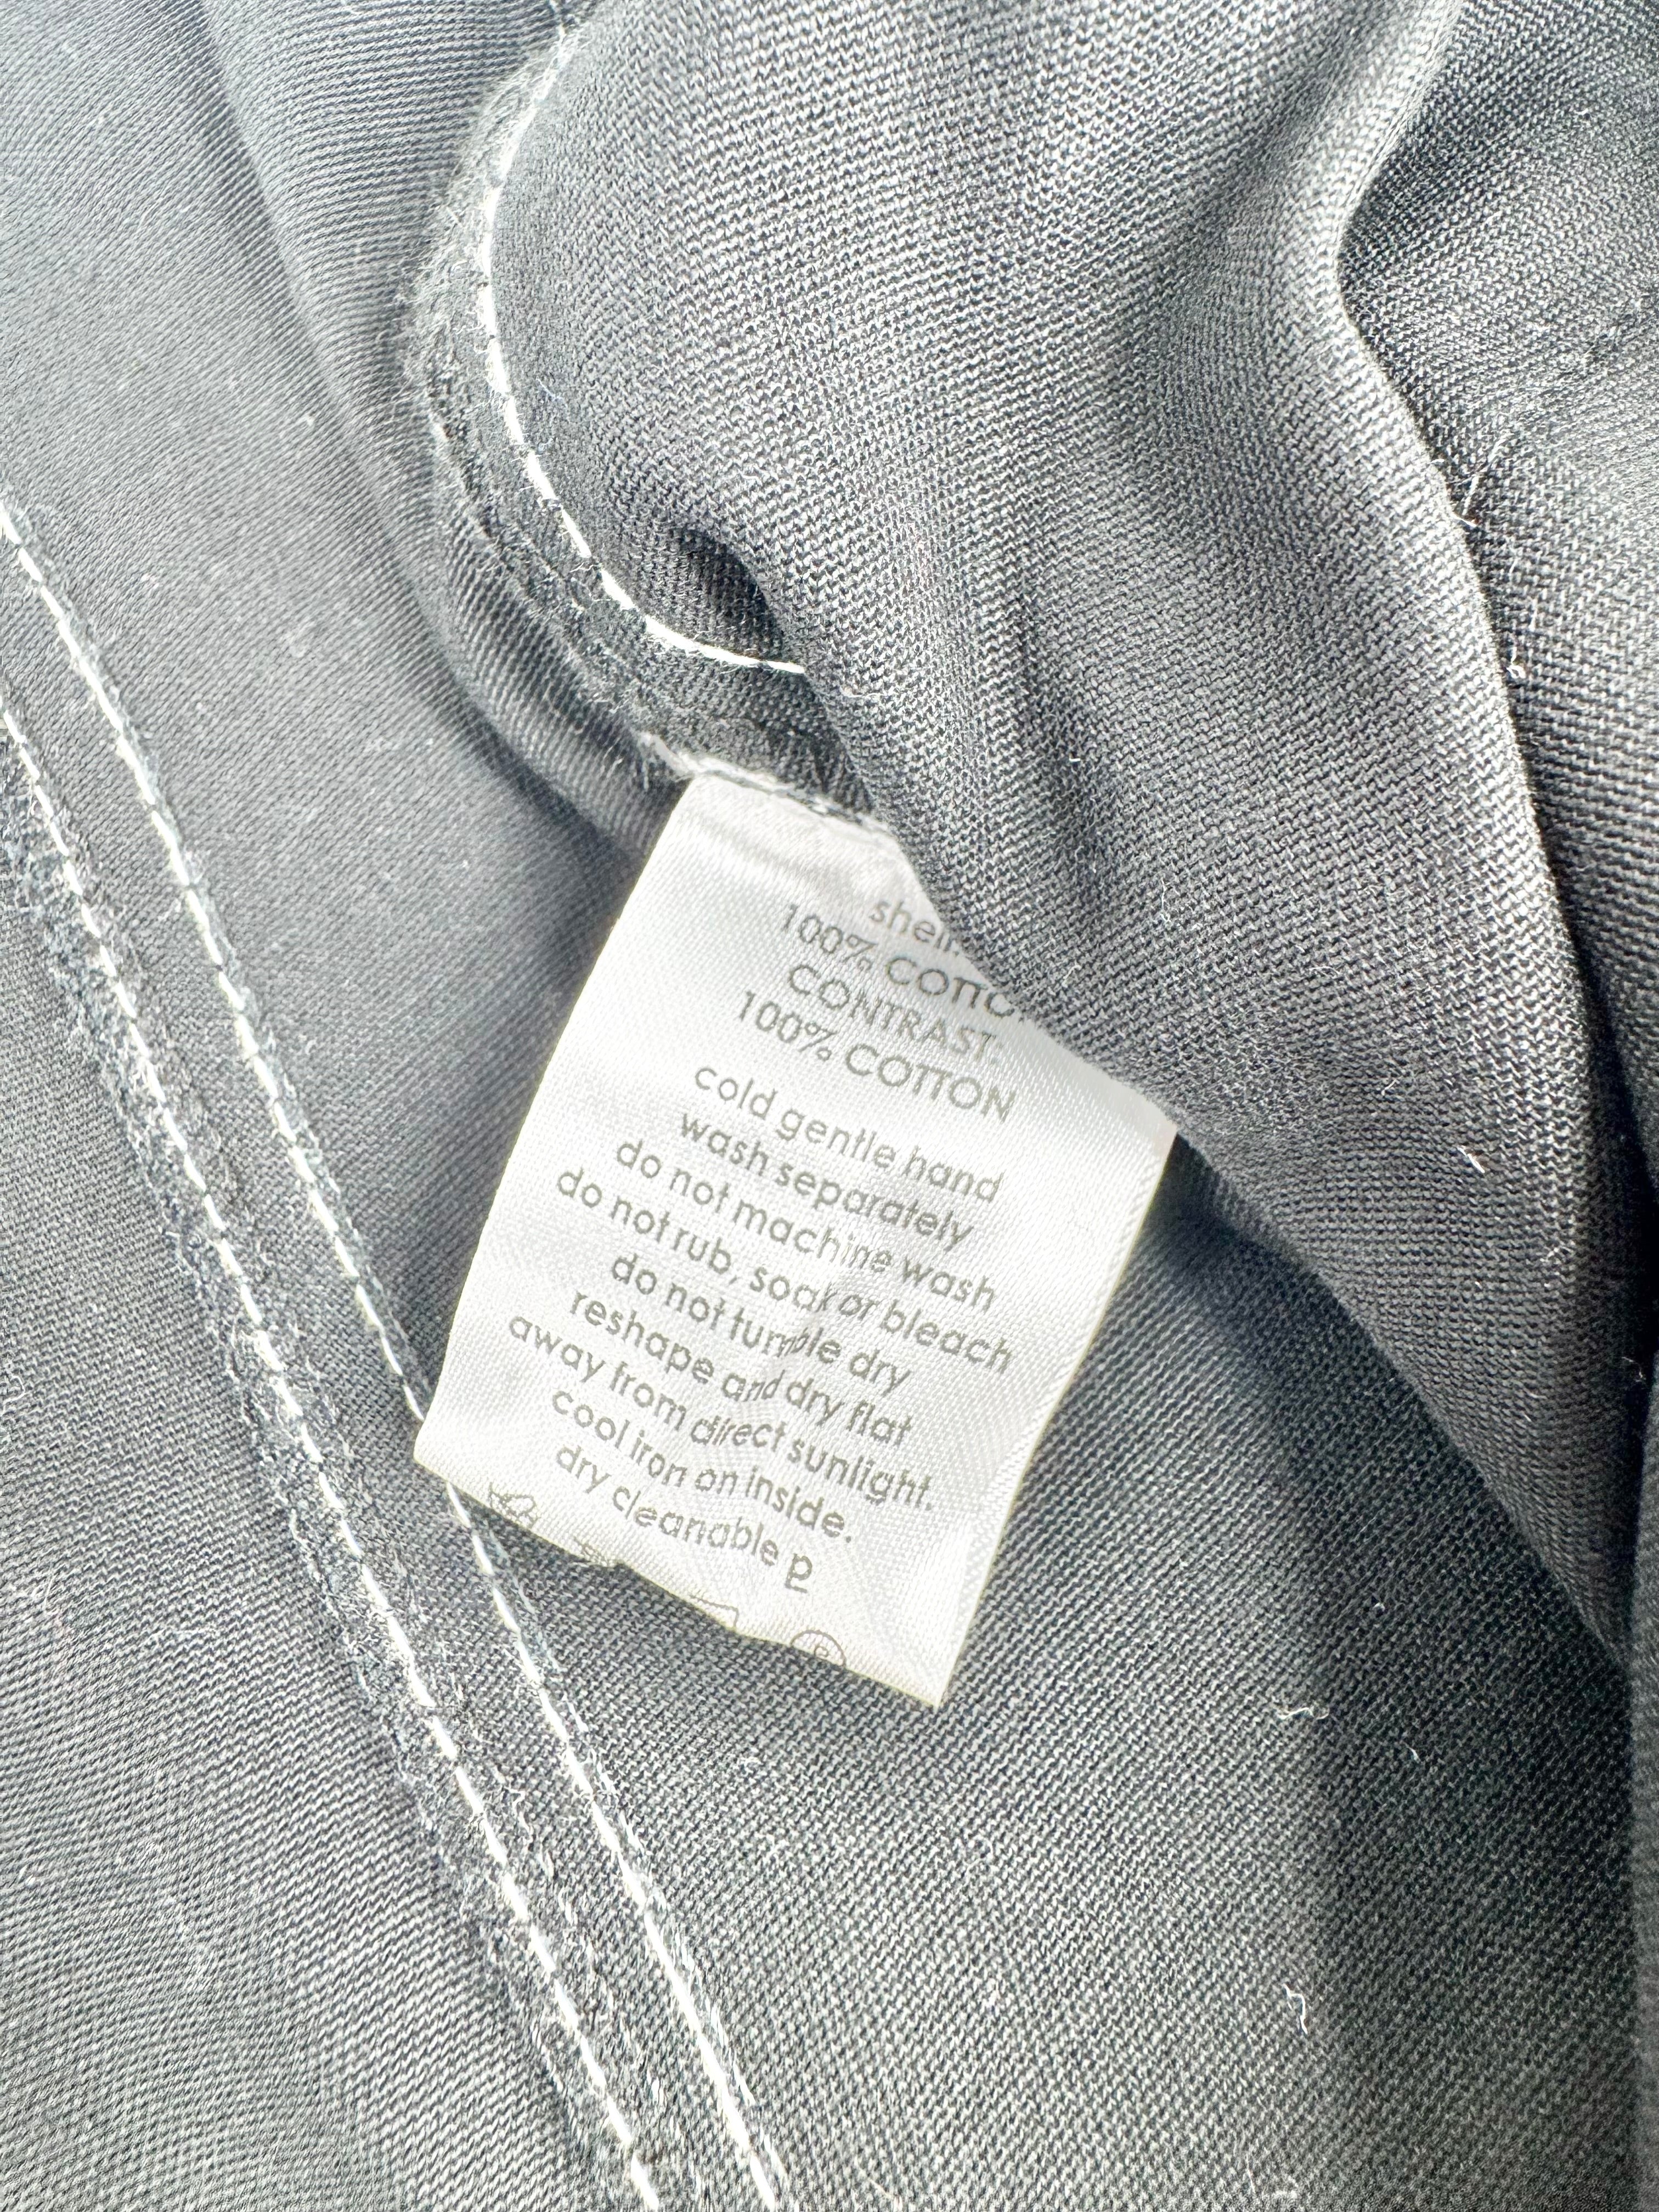 100% COTTO
CONTRAST:
100% COTTON
cold gentle hand
wash separately
do not machine wash
do not rub, soak or bleach
do not tumble dry
reshape and dry flat
away from direct sunlight.
cool iron on inside.
dry cleanable p